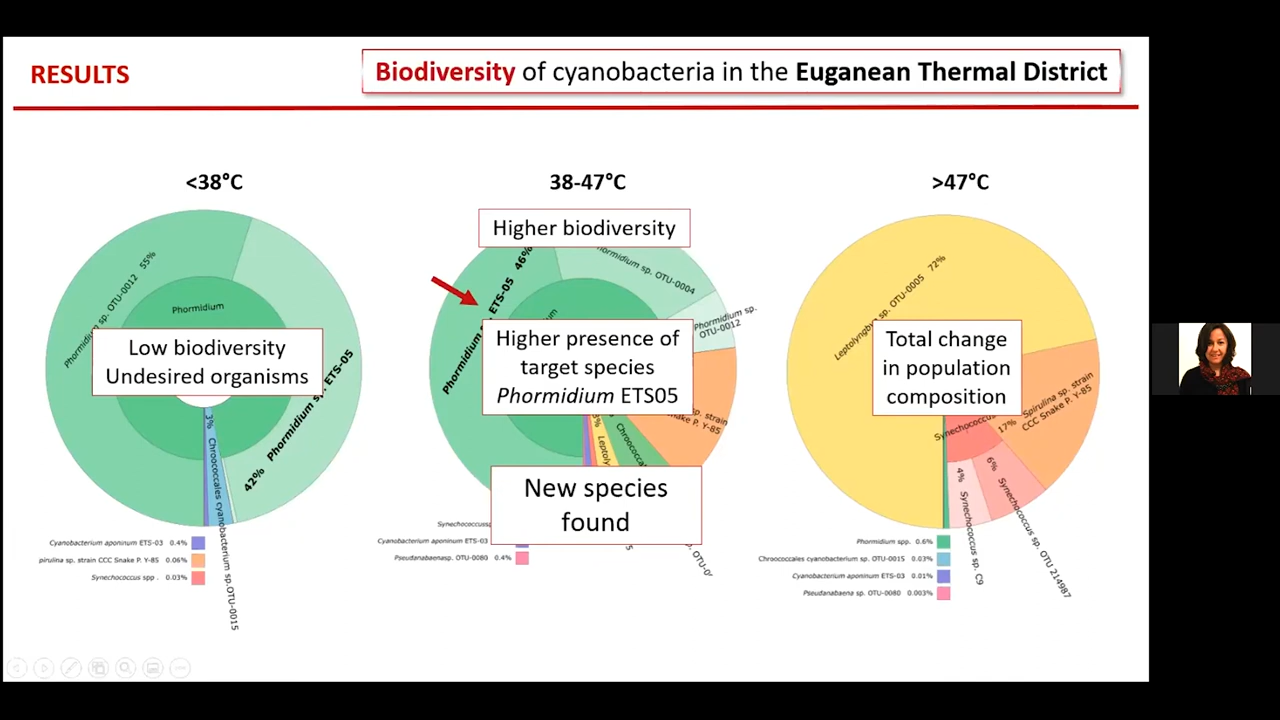 RESULTS
Biodiversity of cyanobacteria in the Euganean Thermal District
<38°C
38-47°C
>47°C
Phormidium sp. OTU-0012 55%
Phormidium
Low biodiversity
Undesired organisms
42% Phormidium sp. ETS-05
3% Chroococcales cyanobacterium sp.OTU-0015
Cyanobacterium aponinum ETS-03 0.4%
pirulina sp. strain CCC Snake P. Y-85 0.06%
Synechococcus spp. 0.03%
Higher biodiversity
ETS-05 46%
sp. OTU-0004
Phormidium sp.
OTU-0012
Higher presence of
target species
Phormidium ETS05
sp. strain
Snake P. Y-85
3%
New species
found
Cyanobacterium aponinum ETS-03
Pseudanabaenasp. OTU-0080 0.4%
Leptolyngbya sp. OTU-0005 72%
Total change
in population
composition
17% Spirulina sp. strain
CCC Snake P. Y-85
6% Synechococcus sp. OTU 214987
4% Synechococcus sp. C9
Phormidium spp. 0.6%
Chroococcales cyanobacterium sp. OTU-0015 0.03%
Cyanobacterium aponinum ETS-03 0.01%
Pseudanabaena sp. OTU-0080 0.003%